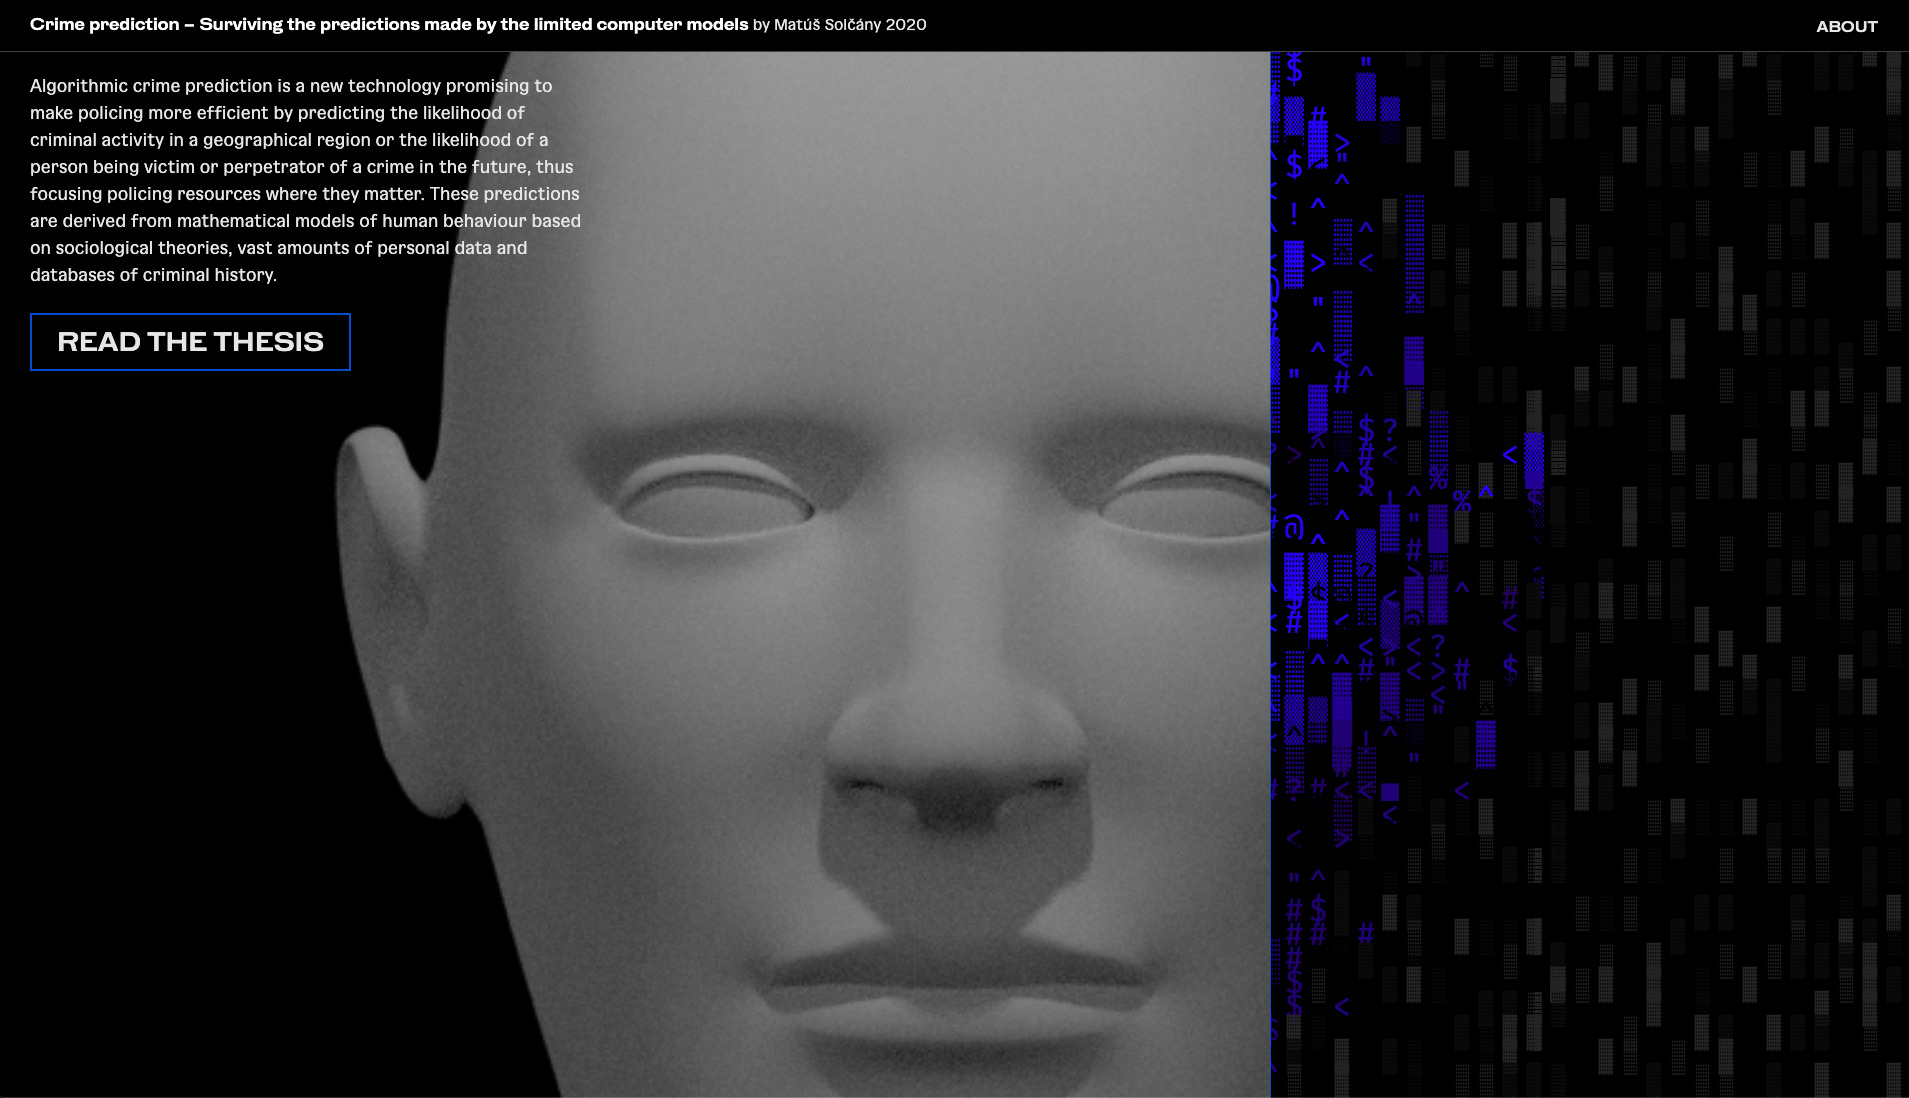 Crime prediction – Surviving the predictions made by the limited computer models by Matúš Solčány 2020
ABOUT
Algorithmic crime prediction is a new technology promising to
make policing more efficient by predicting the likelihood of
criminal activity in a geographical region or the likelihood of a
person being victim or perpetrator of a crime in the future, thus
focusing policing resources where they matter. These predictions
are derived from mathematical models of human behaviour based
on sociological theories, vast amounts of personal data and
databases of criminal history.
READ THE THESIS